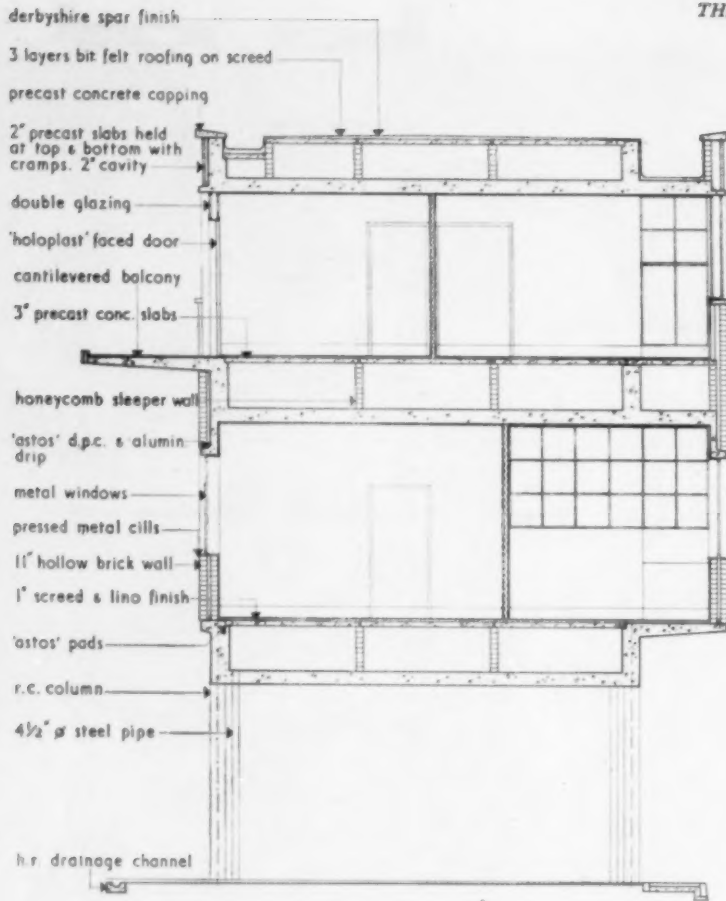 TH
derbyshire spar finish
3 layers bit felt roofing on screed
precast concrete capping
2" precast slabs held
at top & bottom with
cramps. 2" cavity
double glazing
'holoplast' faced door
cantilevered balcony
3" precast conc. slabs
honeycomb sleeper wall
'astos' d.p.c. & alumin
drip
metal windows
pressed metal cills
11" hollow brick wall
1" screed & lino finish
'astos' pads
r.c. column
4½" ø steel pipe
h.r. drainage channel